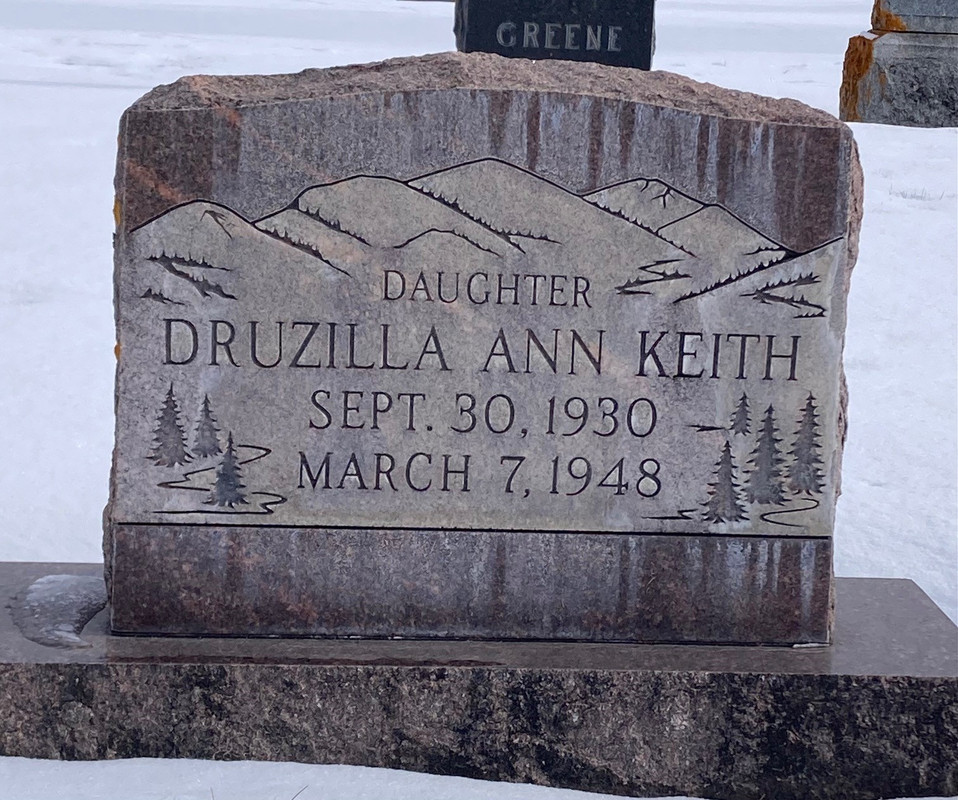 GREENE
DAUGHTER
DRUZILLA ANN KEITH
SEPT. 30, 1930
MARCH 7, 1948